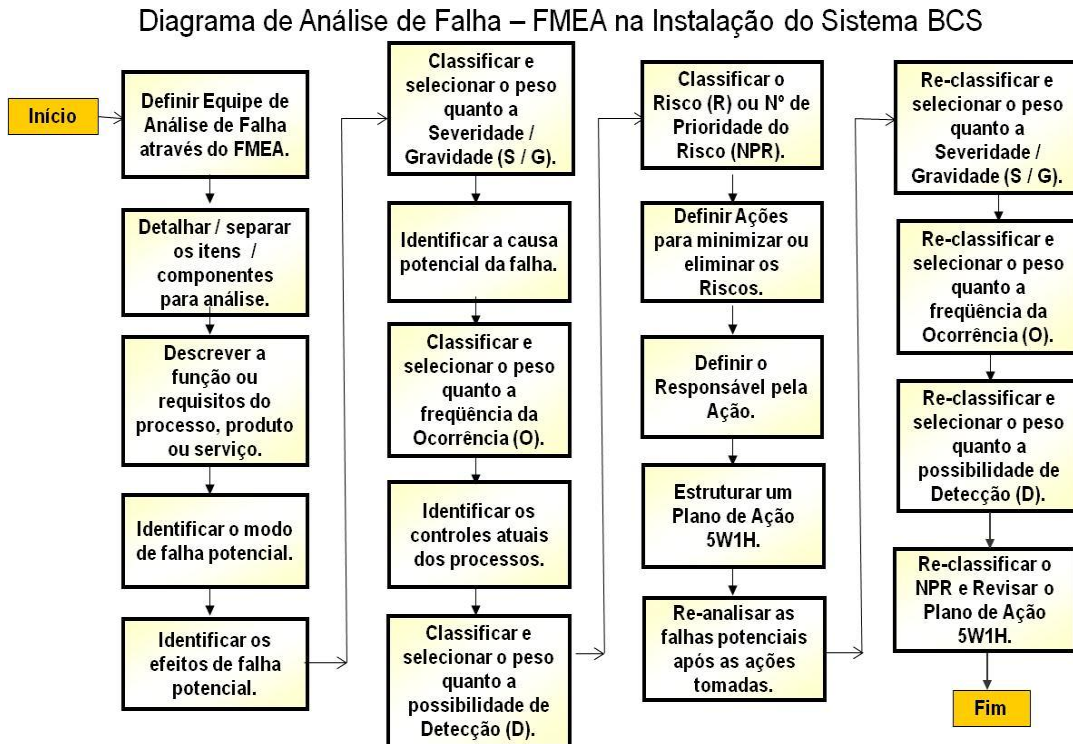 Diagrama de Análise de Falha – FMEA na Instalação do Sistema BCS
Início
Definir Equipe de
Análise de Falha
através do FMEA.
Detalhar / separar
os itens /
componentes
para análise.
Descrever a
função ou
requisitos do
processo, produto
ou serviço.
Identificar o modo
de falha potencial.
Identificar os
efeitos de falha
potencial.
Classificar e
selecionar o peso
quanto a
Severidade /
Gravidade (S / G).
Identificar a causa
potencial da falha.
Classificar e
selecionar o peso
quanto a
freqüência da
Ocorrência (O).
Identificar os
controles atuais
dos processos.
Classificar e
selecionar o peso
quanto a
possibilidade de
Detecção (D).
Classificar o
Risco (R) ou Nº de
Prioridade do
Risco (NPR).
Definir Ações
para minimizar ou
eliminar os
Riscos.
Definir o
Responsável pela
Ação.
Estruturar um
Plano de Ação
5W1H.
Re-analisar as
falhas potenciais
após as ações
tomadas.
Re-classificar e
selecionar o peso
quanto a
Severidade /
Gravidade (S / G).
Re-classificar e
selecionar o peso
quanto a
freqüência da
Ocorrência (O).
Re-classificar e
selecionar o peso
quanto a
possibilidade de
Detecção (D).
Re-classificar o
NPR e Revisar o
Plano de Ação
5W1H.
Fim